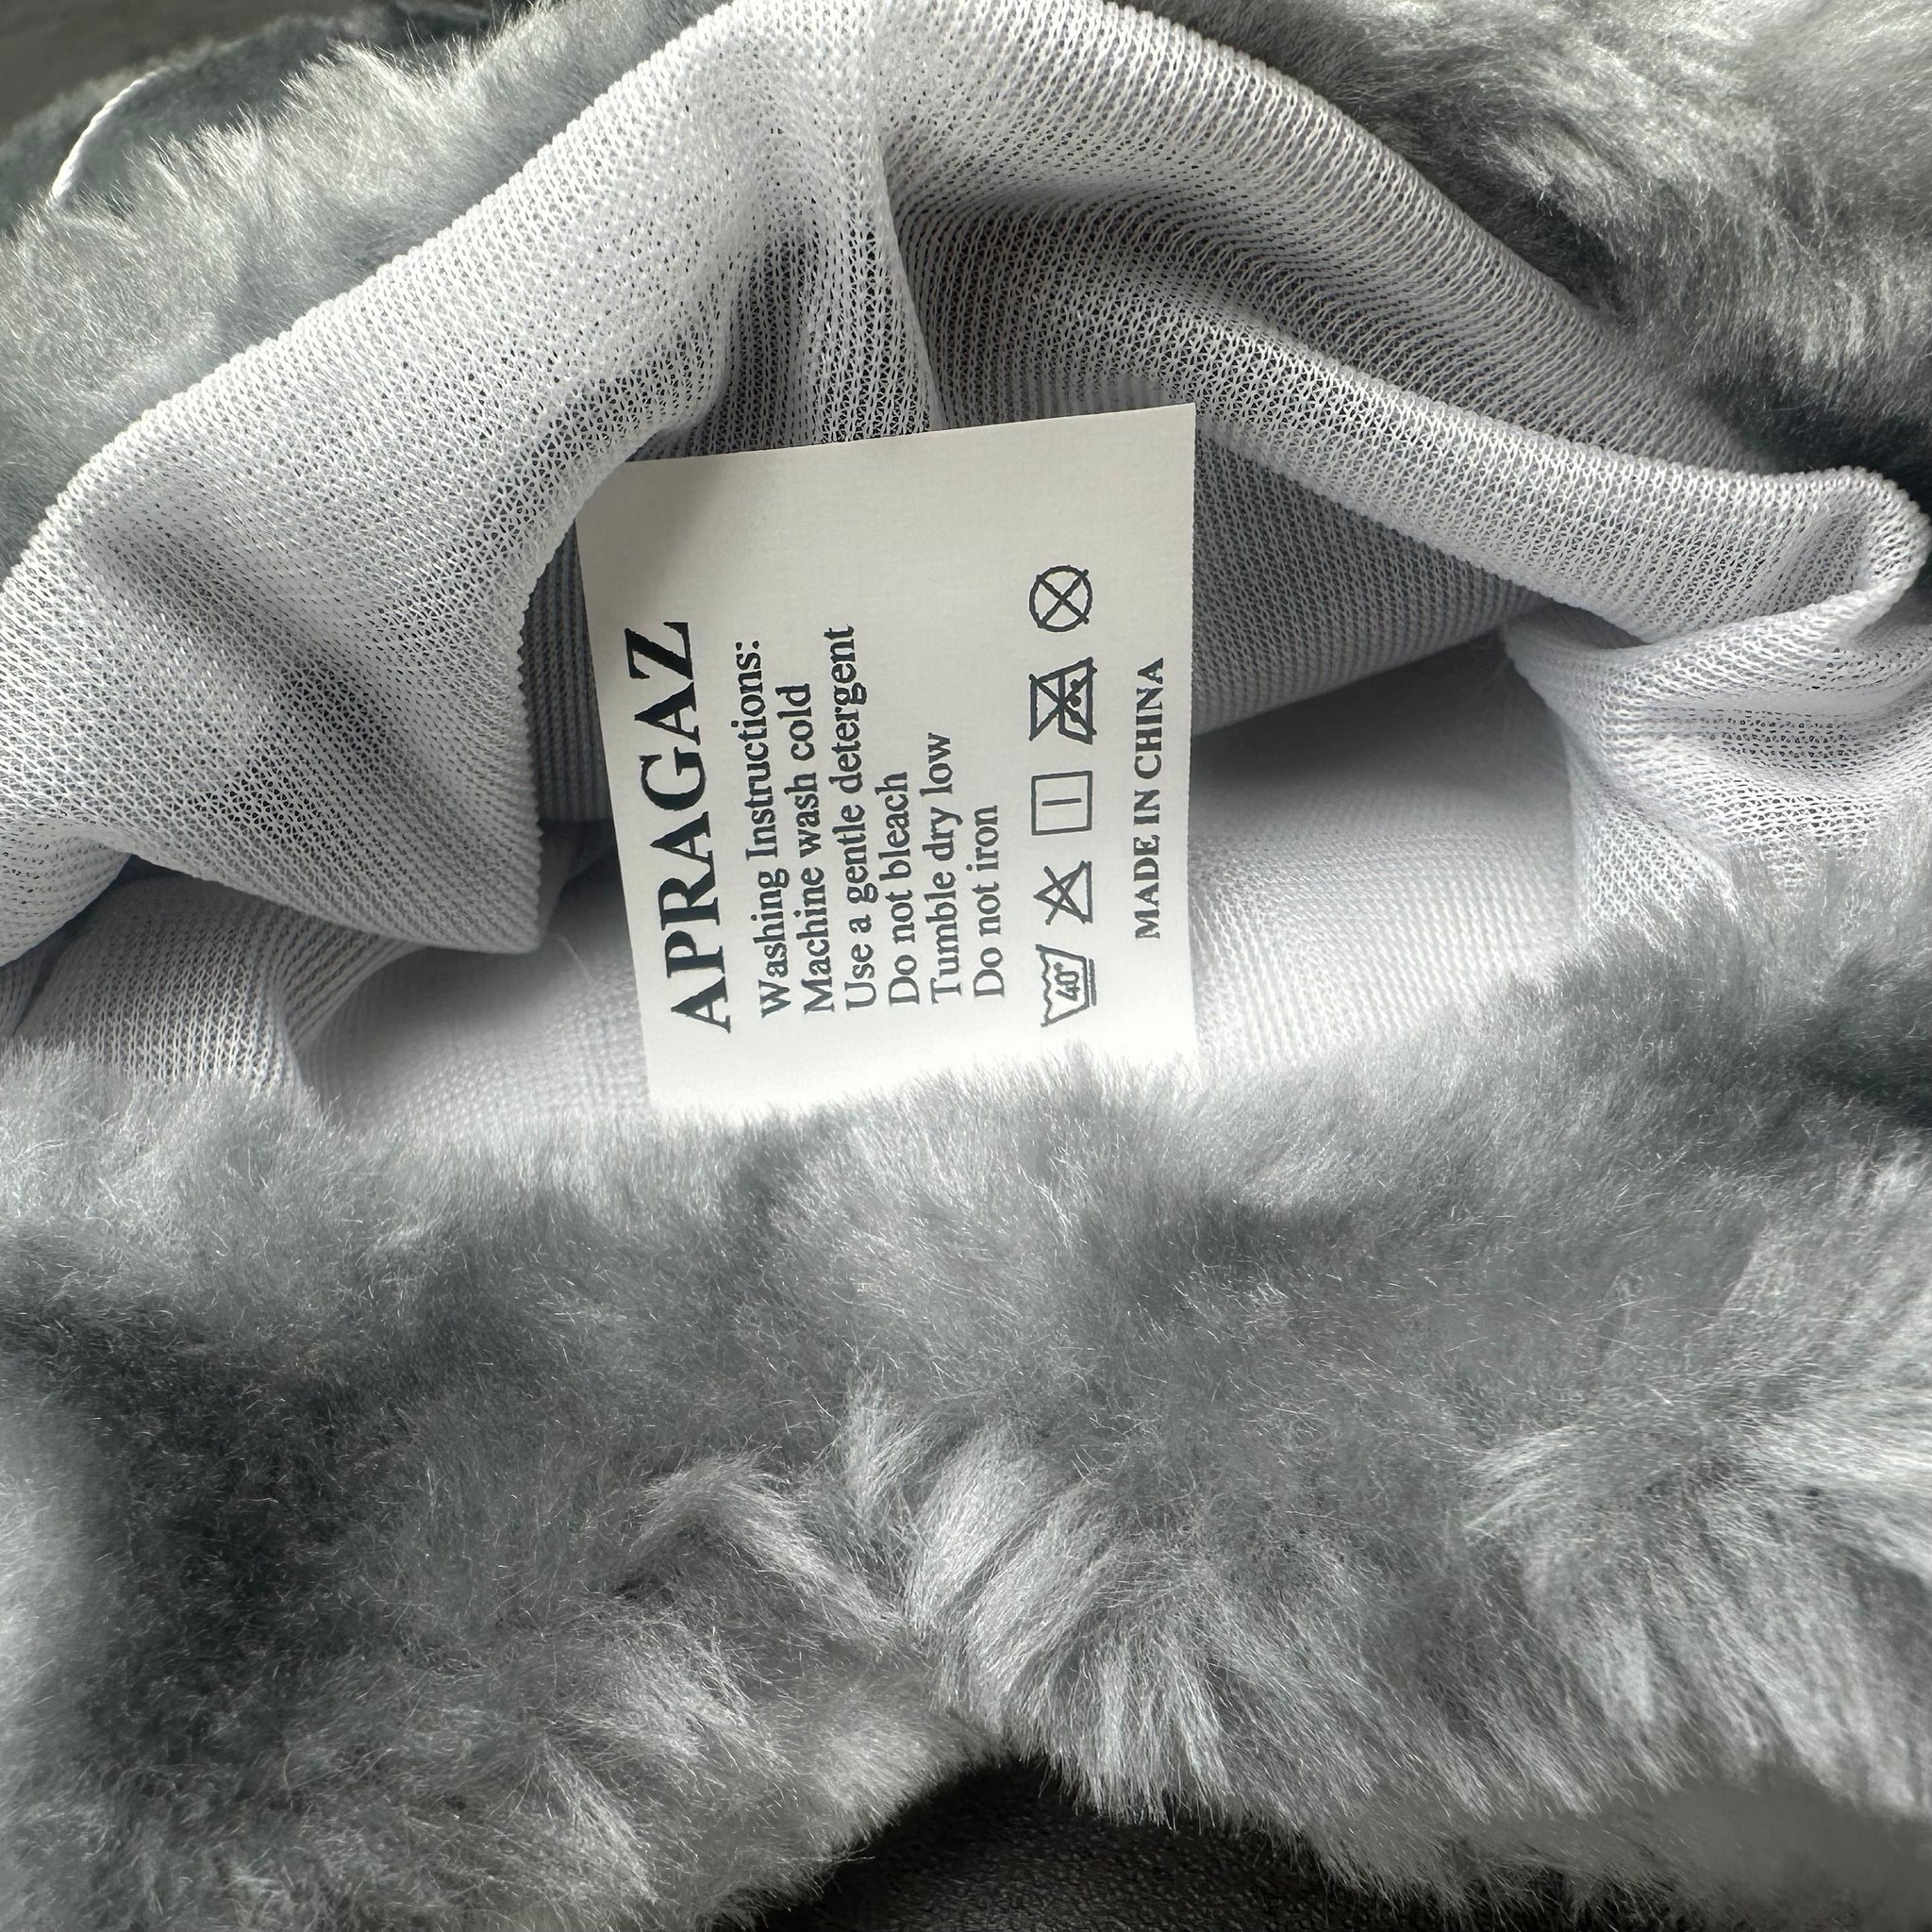 APRAGAZ
Washing Instructions:
Machine wash cold
Use a gentle detergent
Do not bleach
Tumble dry low
Do not iron
40°
MADE IN CHINA